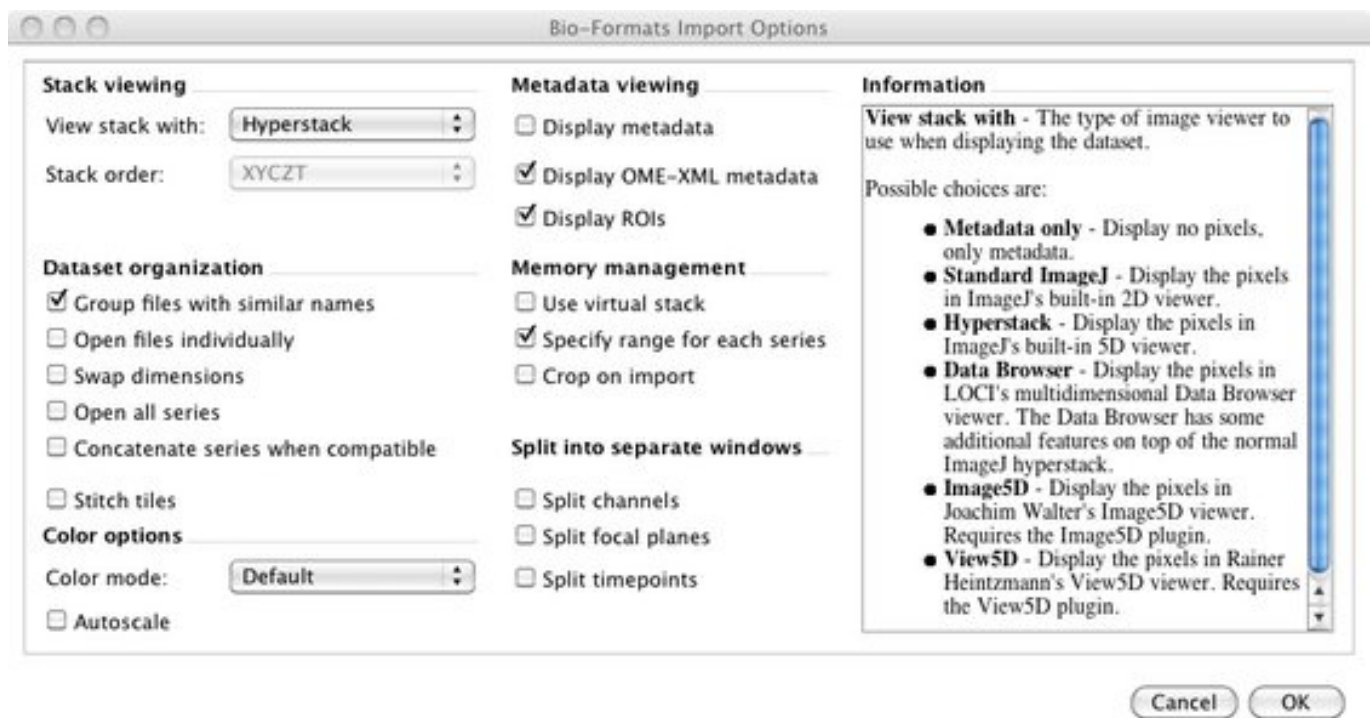 Bio-Formats Import Options
Stack viewing
View stack with: Hyperstack
Stack order: XYCZT
Dataset organization
Group files with similar names
Open files individually
Swap dimensions
Open all series
Concatenate series when compatible
Stitch tiles
Color options
Color mode: Default
Autoscale
Metadata viewing
Display metadata
Display OME-XML metadata
Display ROIs
Memory management
Use virtual stack
Specify range for each series
Crop on import
Split into separate windows
Split channels
Split focal planes
Split timepoints
Information
View stack with - The type of image viewer to
use when displaying the dataset.
Possible choices are:
Metadata only - Display no pixels,
only metadata.
Standard ImageJ - Display the pixels
in ImageJ's built-in 2D viewer.
Hyperstack - Display the pixels in
ImageJ's built-in 5D viewer.
Data Browser - Display the pixels in
LOCI's multidimensional Data Browser
viewer. The Data Browser has some
additional features on top of the normal
ImageJ hyperstack.
Image5D - Display the pixels in
Joachim Walter's Image5D viewer.
Requires the Image5D plugin.
View5D - Display the pixels in Rainer
Heintzmann's View5D viewer. Requires
the View5D plugin.
Cancel OK